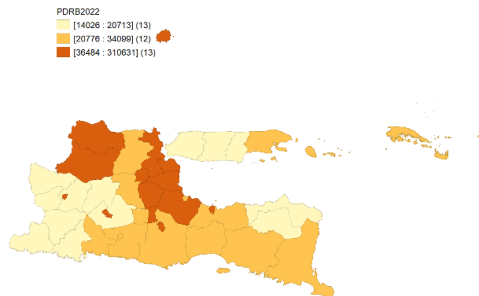 PDRB2022
[14026 : 20713] (13)
[20776 : 34099] (12)
[36484 : 310631] (13)